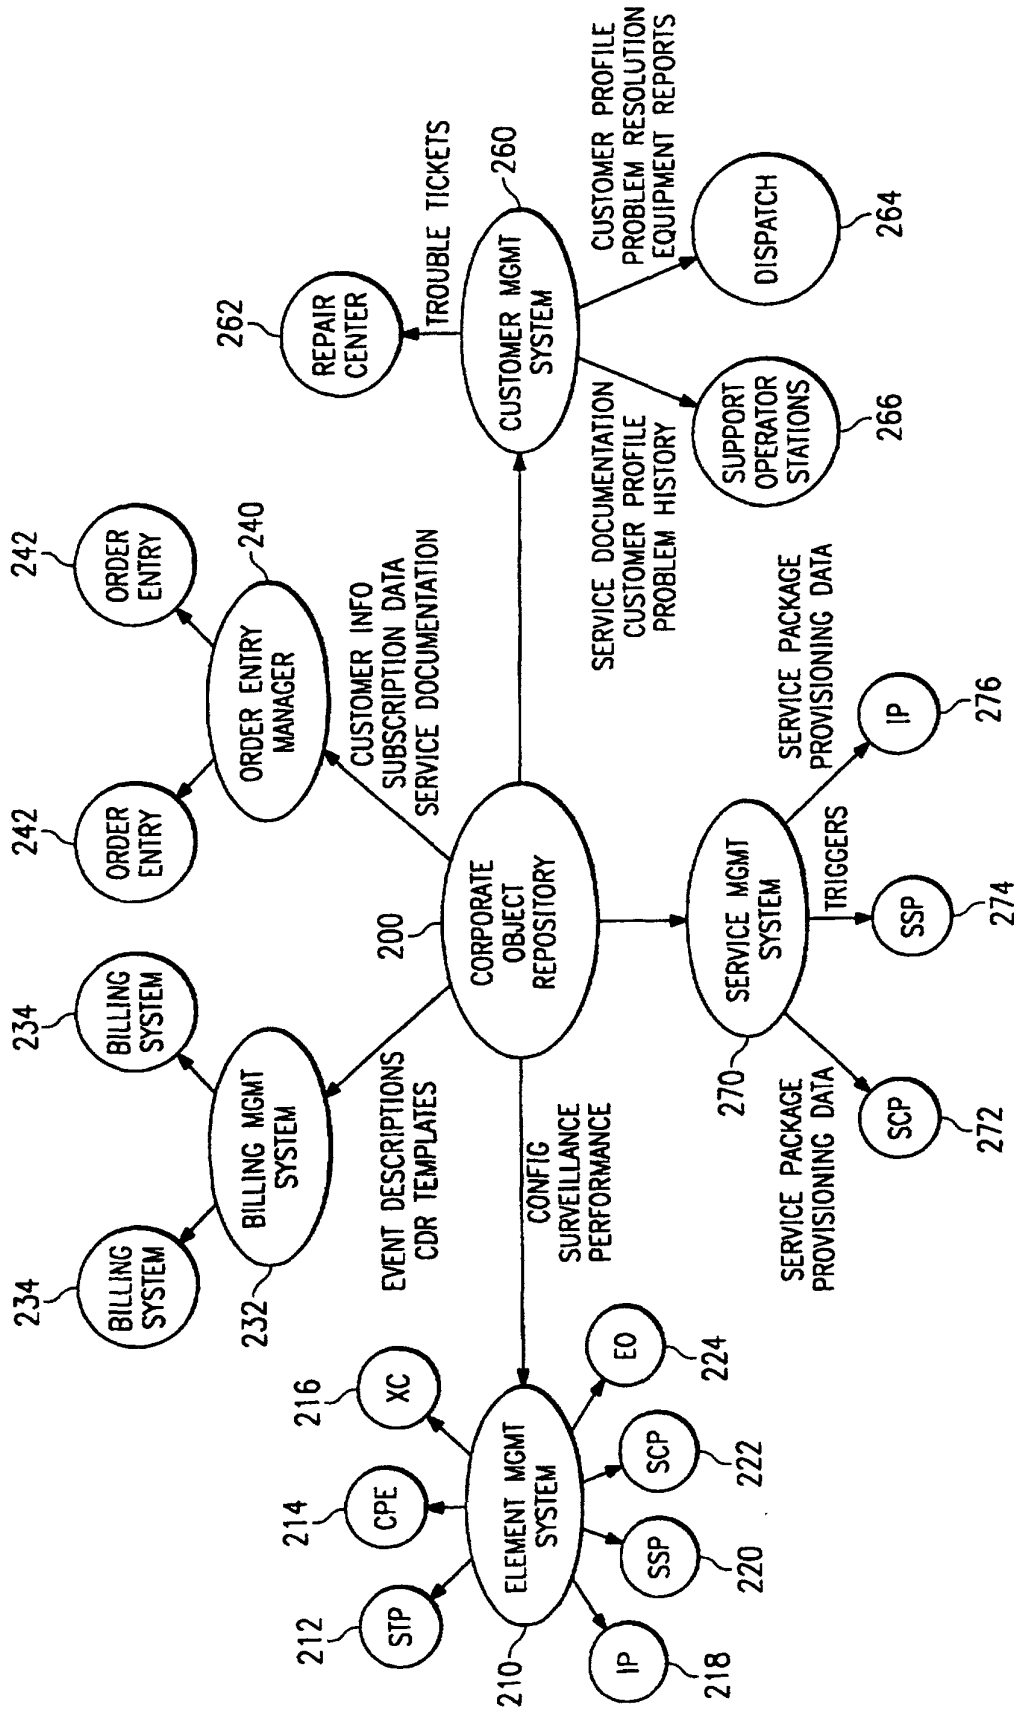 234
BILLING
SYSTEM
234
BILLING
SYSTEM
232
BILLING MGMT
SYSTEM
242
ORDER
ENTRY
242
ORDER
ENTRY
240
ORDER ENTRY
MANAGER
262
REPAIR
CENTER
TROUBLE TICKETS
260
CUSTOMER MGMT
SYSTEM
EVENT DESCRIPTIONS
CDR TEMPLATES
CUSTOMER INFO
SUBSCRIPTION DATA
SERVICE DOCUMENTATION
200
CORPORATE
OBJECT
REPOSITORY
212
STP
214
CPE
216
XC
210
ELEMENT MGMT
SYSTEM
CONFIG
SURVEILLANCE
PERFORMANCE
IP
218
SSP
220
SCP
222
EO
224
SERVICE DOCUMENTATION
CUSTOMER PROFILE
PROBLEM HISTORY
CUSTOMER PROFILE
PROBLEM RESOLUTION
EQUIPMENT REPORTS
SUPPORT
OPERATOR
STATIONS
266
DISPATCH
264
270
SERVICE MGMT
SYSTEM
SERVICE PACKAGE
PROVISIONING DATA
TRIGGERS
SERVICE PACKAGE
PROVISIONING DATA
SCP
272
SSP
274
IP
276